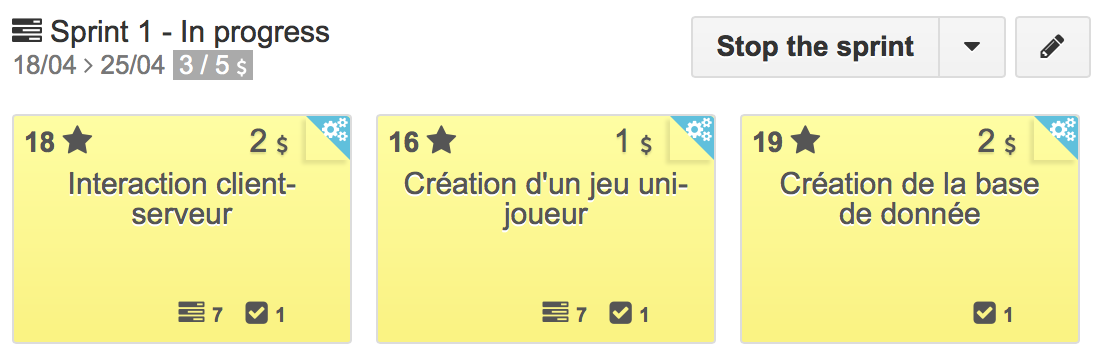 Sprint 1 - In progress
18/04 > 25/04 3 / 5 $
Stop the sprint
18 2 $
Interaction client-
serveur
7 1
16 1 $
Création d'un jeu uni-
joueur
7 1
19 2 $
Création de la base
de donnée
1